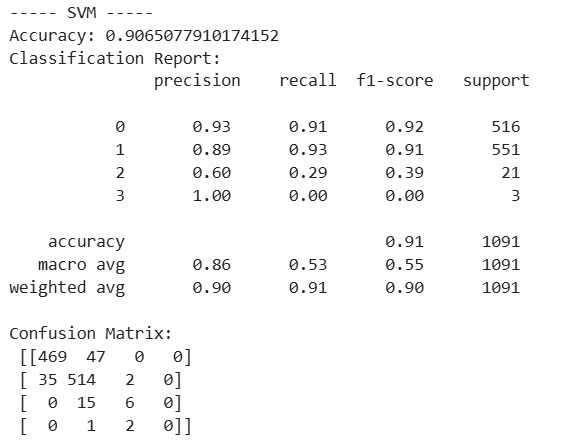 ----- SVM -----
Accuracy: 0.9065077910174152
Classification Report:
              precision    recall  f1-score   support

           0       0.93      0.91      0.92       516
           1       0.89      0.93      0.91       551
           2       0.60      0.29      0.39        21
           3       1.00      0.00      0.00         3

    accuracy                           0.91      1091
   macro avg       0.86      0.53      0.55      1091
weighted avg       0.90      0.91      0.90      1091

Confusion Matrix:
 [[469  47   0   0]
 [ 35 514   2   0]
 [  0  15   6   0]
 [  0   1   2   0]]